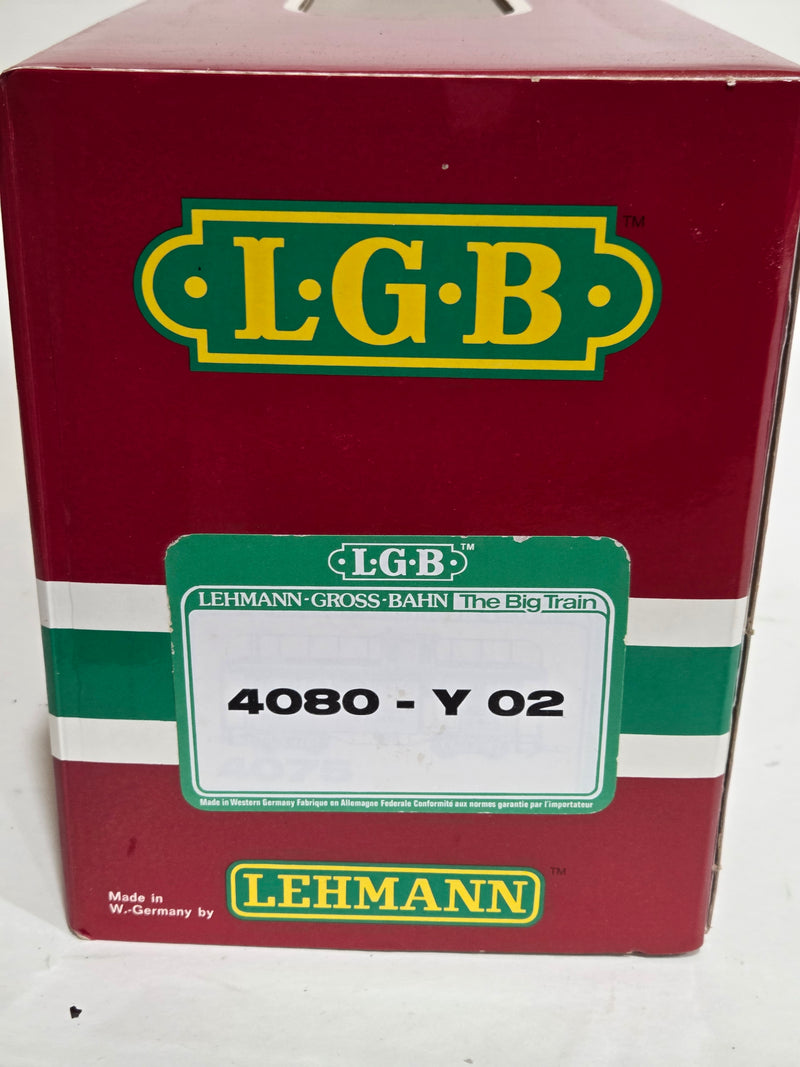 L·G·B
TM
L·G·B
TM
LEHMANN-GROSS-BAHN The Big Train
4080 - Y 02
4075
Made in Western Germany Fabrique en Allemagne Federale Conformité aux normes garantie par l'importateur
LEHMANN
TM
Made in
W.-Germany by